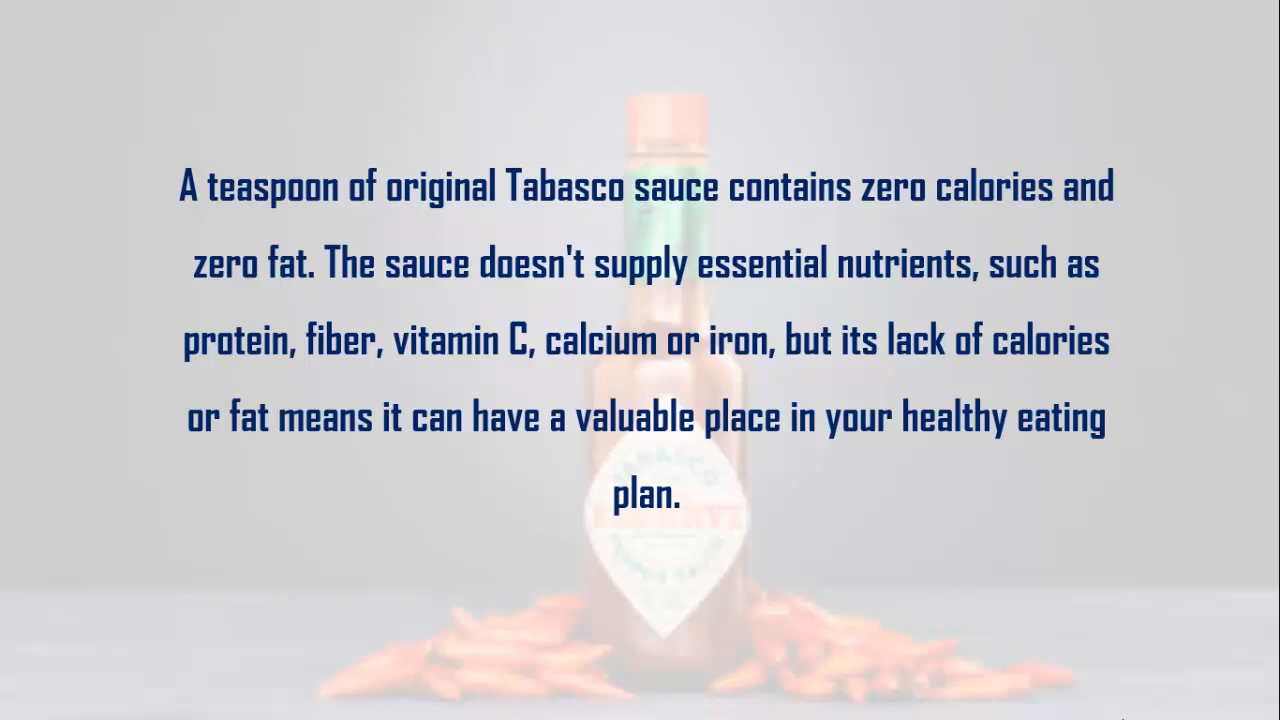 A teaspoon of original Tabasco sauce contains zero calories and
zero fat. The sauce doesn't supply essential nutrients, such as
protein, fiber, vitamin C, calcium or iron, but its lack of calories
or fat means it can have a valuable place in your healthy eating
plan.
TABASCO